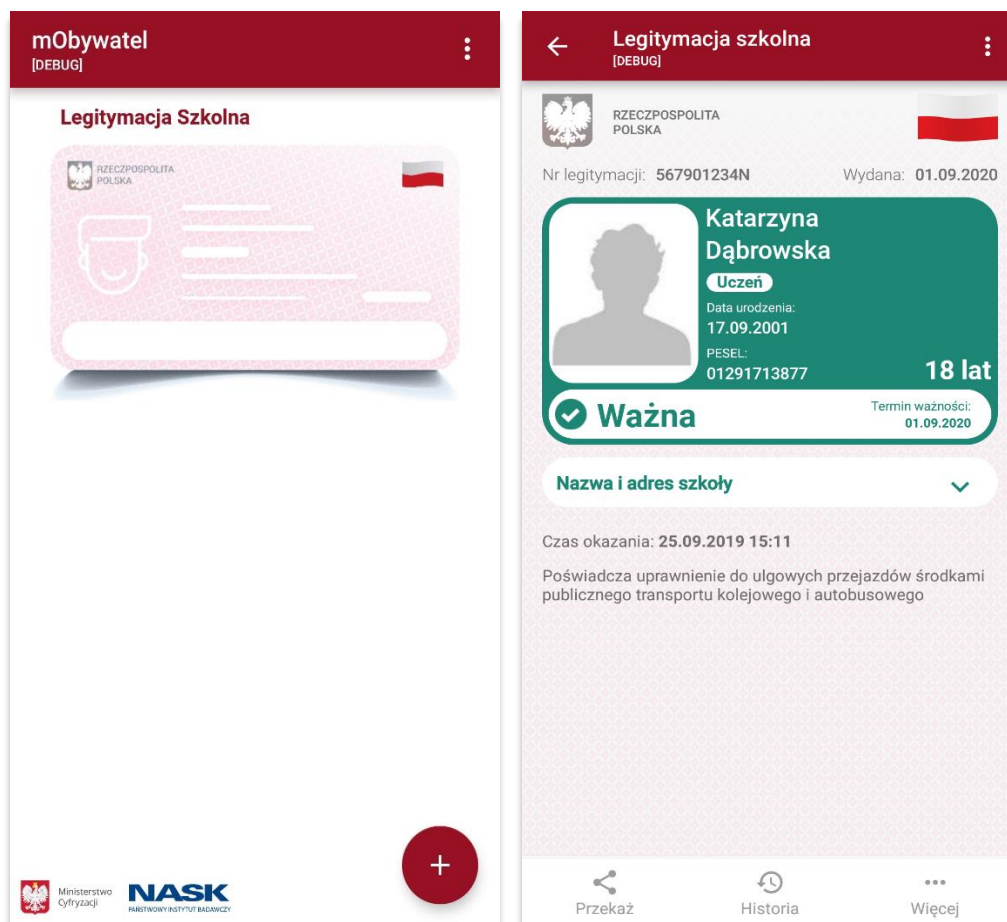 mObywatel
[DEBUG]
Legitymacja Szkolna
RZECZPOSPOLITA
POLSKA
Ministerstwo
Cyfryzacji
NASK
PAŃSTWOWY INSTYTUT BADAWCZY
Legitymacja szkolna
[DEBUG]
RZECZPOSPOLITA
POLSKA
Nr legitymacji: 567901234N Wydana: 01.09.2020
Katarzyna
Dąbrowska
Uczeń
Data urodzenia:
17.09.2001
PESEL:
01291713877
18 lat
Ważna
Termin ważności:
01.09.2020
Nazwa i adres szkoły
Czas okazania: 25.09.2019 15:11
Poświadcza uprawnienie do ulgowych przejazdów środkami
publicznego transportu kolejowego i autobusowego
Przekaż Historia Więcej